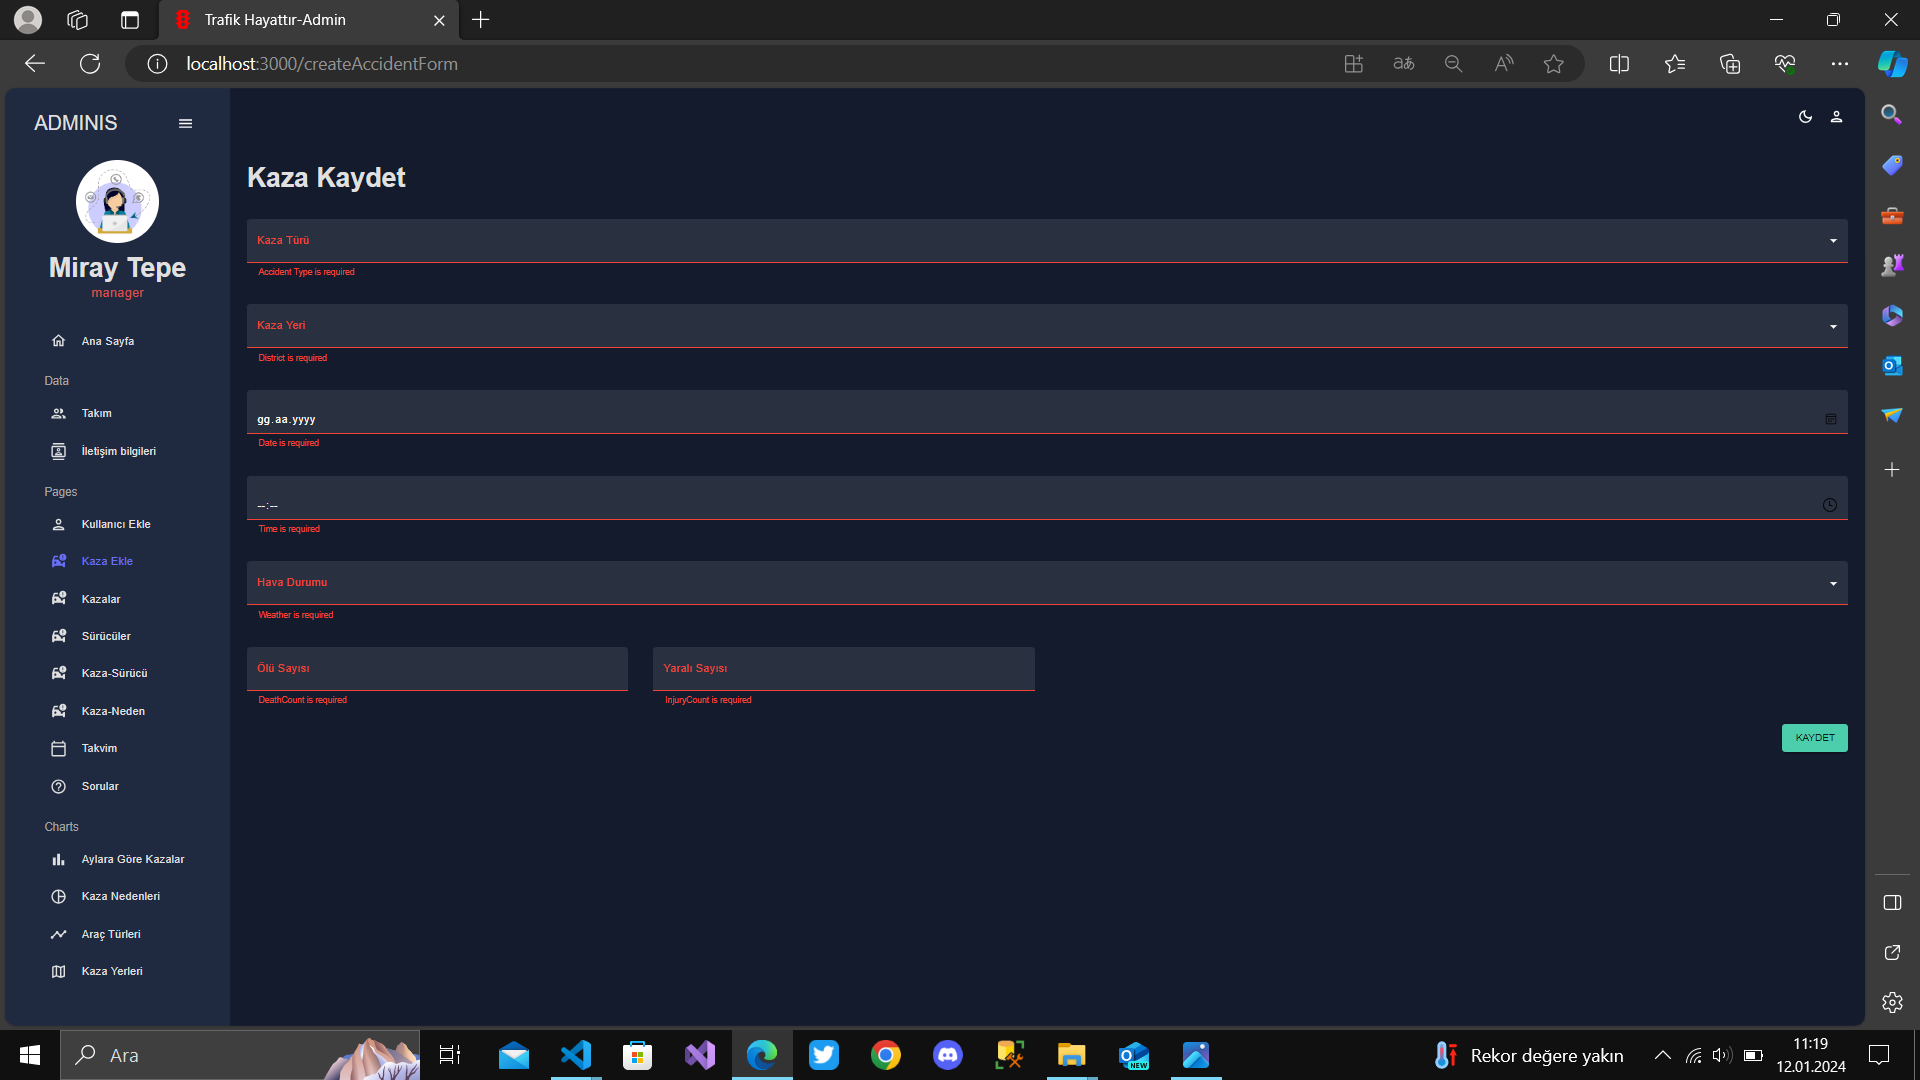 Trafik Hayattır-Admin
localhost:3000/createAccidentForm
ADMINIS
Miray Tepe
manager
Ana Sayfa
Data
Takım
İletişim bilgileri
Pages
Kullanıcı Ekle
Kaza Ekle
Kazalar
Sürücüler
Kaza-Sürücü
Kaza-Neden
Takvim
Sorular
Charts
Aylara Göre Kazalar
Kaza Nedenleri
Araç Türleri
Kaza Yerleri
Kaza Kaydet
Kaza Türü
Accident Type is required
Kaza Yeri
District is required
gg.aa.yyyy
Date is required
--:--
Time is required
Hava Durumu
Weather is required
Ölü Sayısı
DeathCount is required
Yaralı Sayısı
InjuryCount is required
KAYDET
Ara
NEW
Rekor değere yakın
11:19
12.01.2024